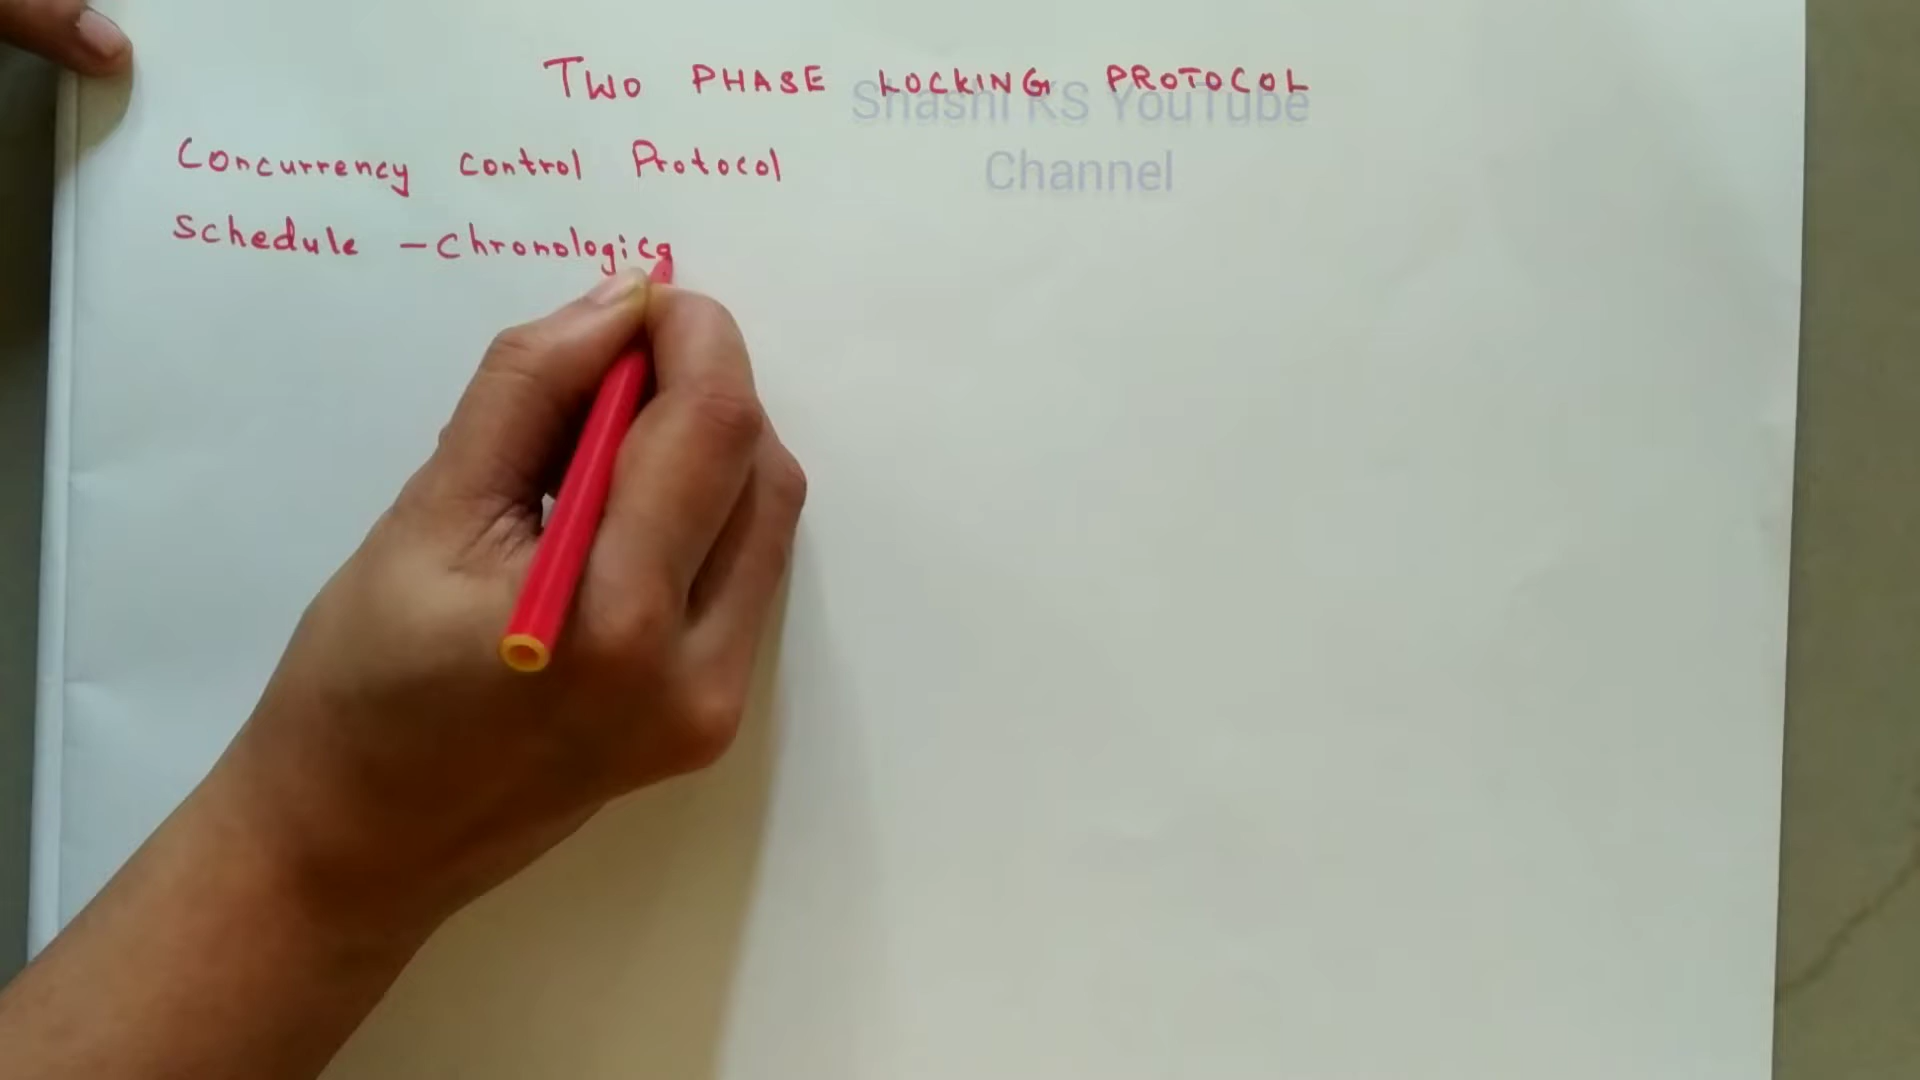 TWO PHASE LOCKING PROTOCOL
Shashi KS YouTube
Channel
Concurrency control Protocol
Schedule - Chronologica